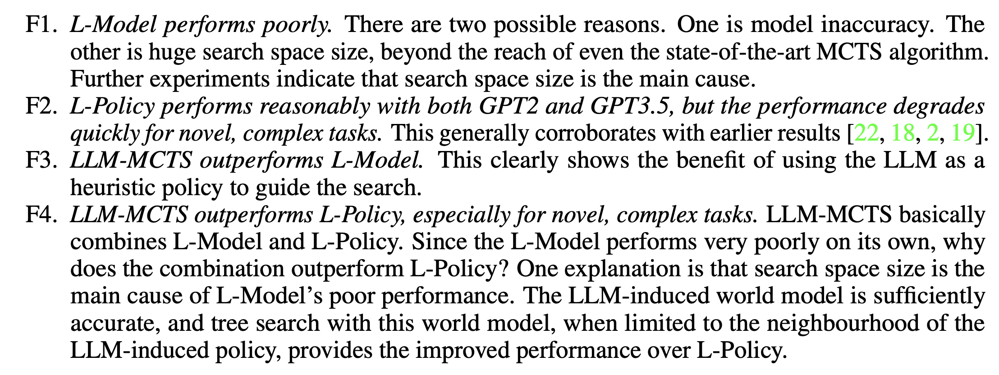 F1. L-Model performs poorly. There are two possible reasons. One is model inaccuracy. The
other is huge search space size, beyond the reach of even the state-of-the-art MCTS algorithm.
Further experiments indicate that search space size is the main cause.
F2. L-Policy performs reasonably with both GPT2 and GPT3.5, but the performance degrades
quickly for novel, complex tasks. This generally corroborates with earlier results [22, 18, 2, 19].
F3. LLM-MCTS outperforms L-Model. This clearly shows the benefit of using the LLM as a
heuristic policy to guide the search.
F4. LLM-MCTS outperforms L-Policy, especially for novel, complex tasks. LLM-MCTS basically
combines L-Model and L-Policy. Since the L-Model performs very poorly on its own, why
does the combination outperform L-Policy? One explanation is that search space size is the
main cause of L-Model’s poor performance. The LLM-induced world model is sufficiently
accurate, and tree search with this world model, when limited to the neighbourhood of the
LLM-induced policy, provides the improved performance over L-Policy.